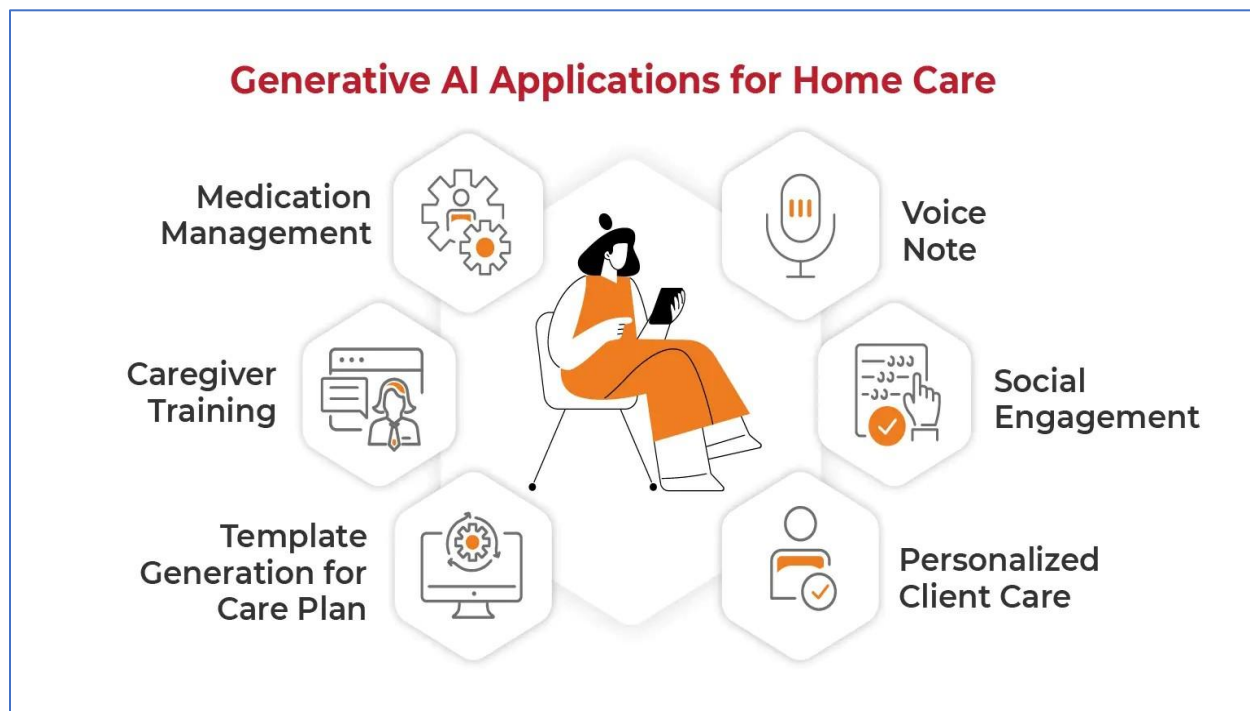 Generative AI Applications for Home Care
Medication
Management
Caregiver
Training
Template
Generation for
Care Plan
Voice
Note
Social
Engagement
Personalized
Client Care